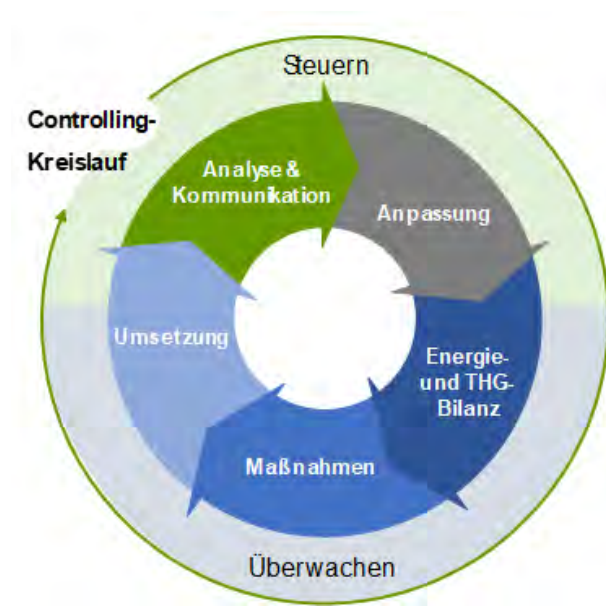 Steuern
Controlling-
Kreislauf
Analyse &
Kommunikation
Anpassung
Umsetzung
Energie-
und THG-
Bilanz
Maßnahmen
Überwachen